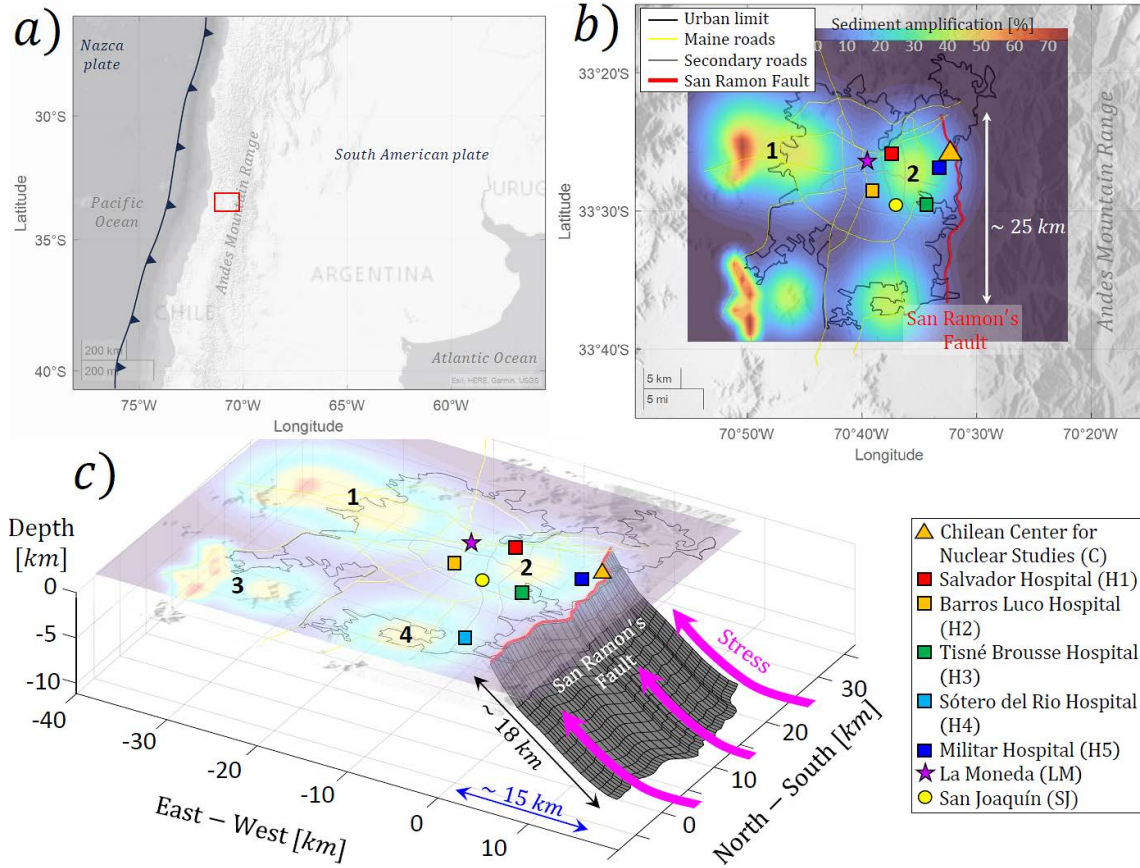 a)
Nazca
plate
30°S
Latitude
Pacific
Ocean
35°S
40°S
Andes Mountain Range
South American plate
URUG
ARGENTINA
CHILE
200 km
200 mi
Atlantic Ocean
Esri, HERE, Garmin, USGS
75°W
70°W
65°W
60°W
Longitude
b)
Urban limit
Maine roads
Secondary roads
San Ramon Fault
Sediment amplification [%]
0 10 20 30 40 50 60 70
33°20'S
33°30'S
33°40'S
Latitude
1
2
~ 25 km
San Ramon's
Fault
Andes Mountain Range
5 km
5 mi
70°50'W
70°40'W
70°30'W
70°20'W
Longitude
c)
Depth
[km]
0
-5
-10
1
2
3
4
San Ramon's
Fault
Stress
~ 18 km
~ 15 km
-40
-30
-20
-10
0
10
East – West [km]
0
10
20
30
North – South [km]
Chilean Center for
Nuclear Studies (C)
Salvador Hospital (H1)
Barros Luco Hospital
(H2)
Tisné Brousse Hospital
(H3)
Sótero del Rio Hospital
(H4)
Militar Hospital (H5)
La Moneda (LM)
San Joaquín (SJ)